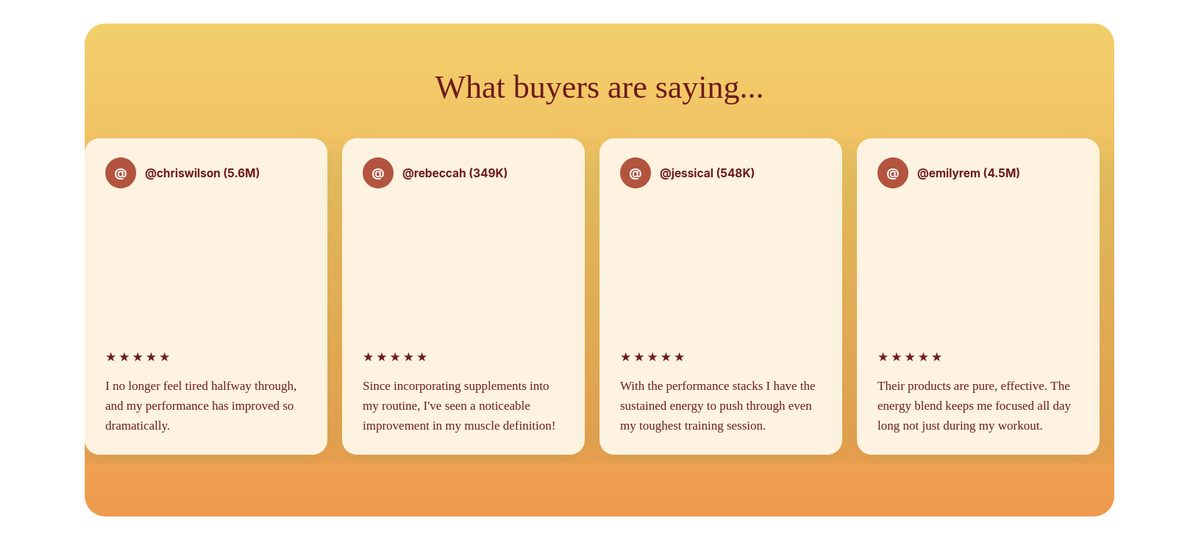 What buyers are saying...
@ @chriswilson (5.6M)
★★★★★
I no longer feel tired halfway through,
and my performance has improved so
dramatically.
@ @rebeccah (349K)
★★★★★
Since incorporating supplements into
my routine, I've seen a noticeable
improvement in my muscle definition!
@ @jessical (548K)
★★★★★
With the performance stacks I have the
sustained energy to push through even
my toughest training session.
@ @emilyrem (4.5M)
★★★★★
Their products are pure, effective. The
energy blend keeps me focused all day
long not just during my workout.